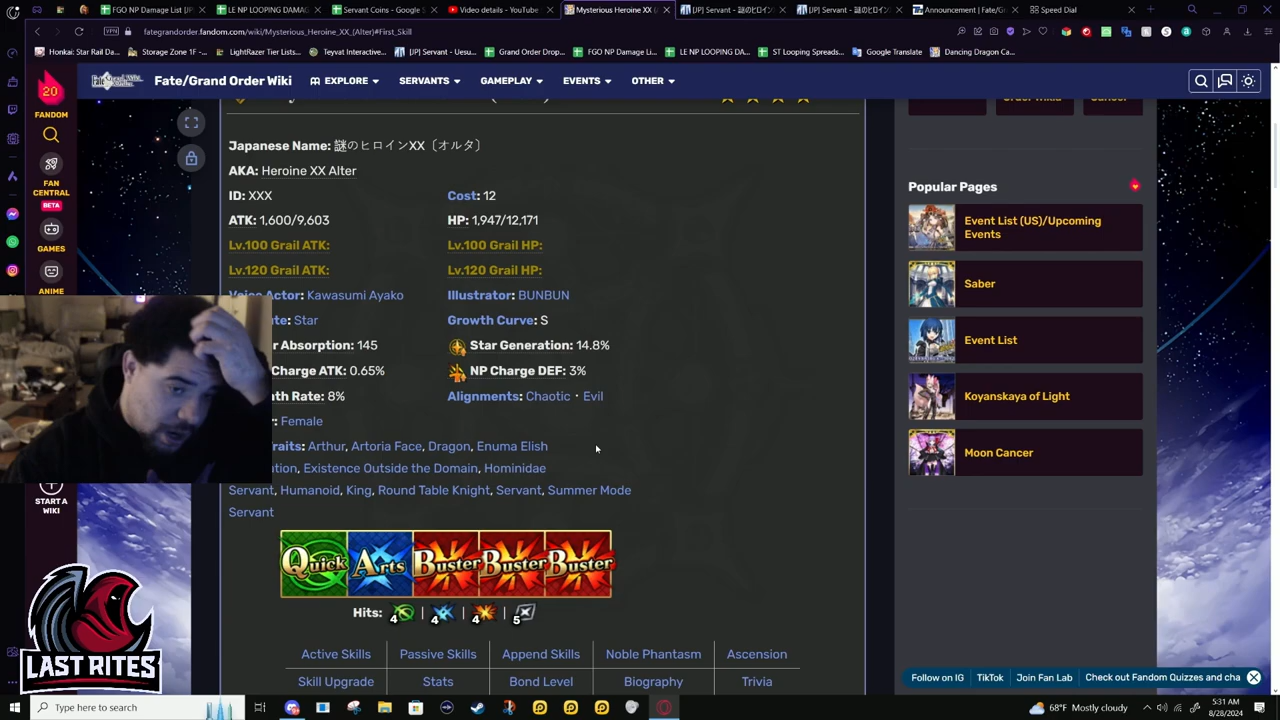 FGO NP Damage List [JP
LE NP LOOPING DAMAG
Servant Coins - Google S
Video details - YouTube
Mysterious Heroine XX (
[JP] Servant - 謎のヒロイ
[JP] Servant - 謎のヒロイン
Announcement | Fate/Gr
Speed Dial
VPN
fategrandorder.fandom.com/wiki/Mysterious_Heroine_XX_(Alter)#First_Skill
Honkai: Star Rail Da...
Storage Zone 1F -...
LightRazer Tier Lists...
Teyvat Interactive...
[JP] Servant - Uesu...
Grand Order Drop...
FGO NP Damage Li...
LE NP LOOPING DA...
ST Looping Spreads...
Google Translate
Dancing Dragon Ca...
20
FANDOM
Fate/Grand Order Wiki
EXPLORE
SERVANTS
GAMEPLAY
EVENTS
OTHER
FAN
CENTRAL
BETA
GAMES
ANIME
START A
WIKI
Japanese Name: 謎のヒロインXX〔オルタ〕
AKA: Heroine XX Alter
ID: XXX
Cost: 12
ATK: 1,600/9,603
HP: 1,947/12,171
Lv.100 Grail ATK:
Lv.100 Grail HP:
Lv.120 Grail ATK:
Lv.120 Grail HP:
Voice Actor: Kawasumi Ayako
Illustrator: BUNBUN
te: Star
Growth Curve: S
r Absorption: 145
Star Generation: 14.8%
Charge ATK: 0.65%
NP Charge DEF: 3%
th Rate: 8%
Alignments: Chaotic・Evil
: Female
raits: Arthur, Artoria Face, Dragon, Enuma Elish
tion, Existence Outside the Domain, Hominidae
Servant, Humanoid, King, Round Table Knight, Servant, Summer Mode
Servant
Quick
Arts
Buster
Buster
Buster
Hits: 4 | 4 | 4 | 5
Active Skills
Passive Skills
Append Skills
Noble Phantasm
Ascension
Skill Upgrade
Stats
Bond Level
Biography
Trivia
Popular Pages
Event List (US)/Upcoming
Events
Saber
Event List
Koyanskaya of Light
Moon Cancer
Follow on IG
TikTok
Join Fan Lab
Check out Fandom Quizzes and cha
LAST RITES
Type here to search
68°F Mostly cloudy
5:31 AM
8/28/2024